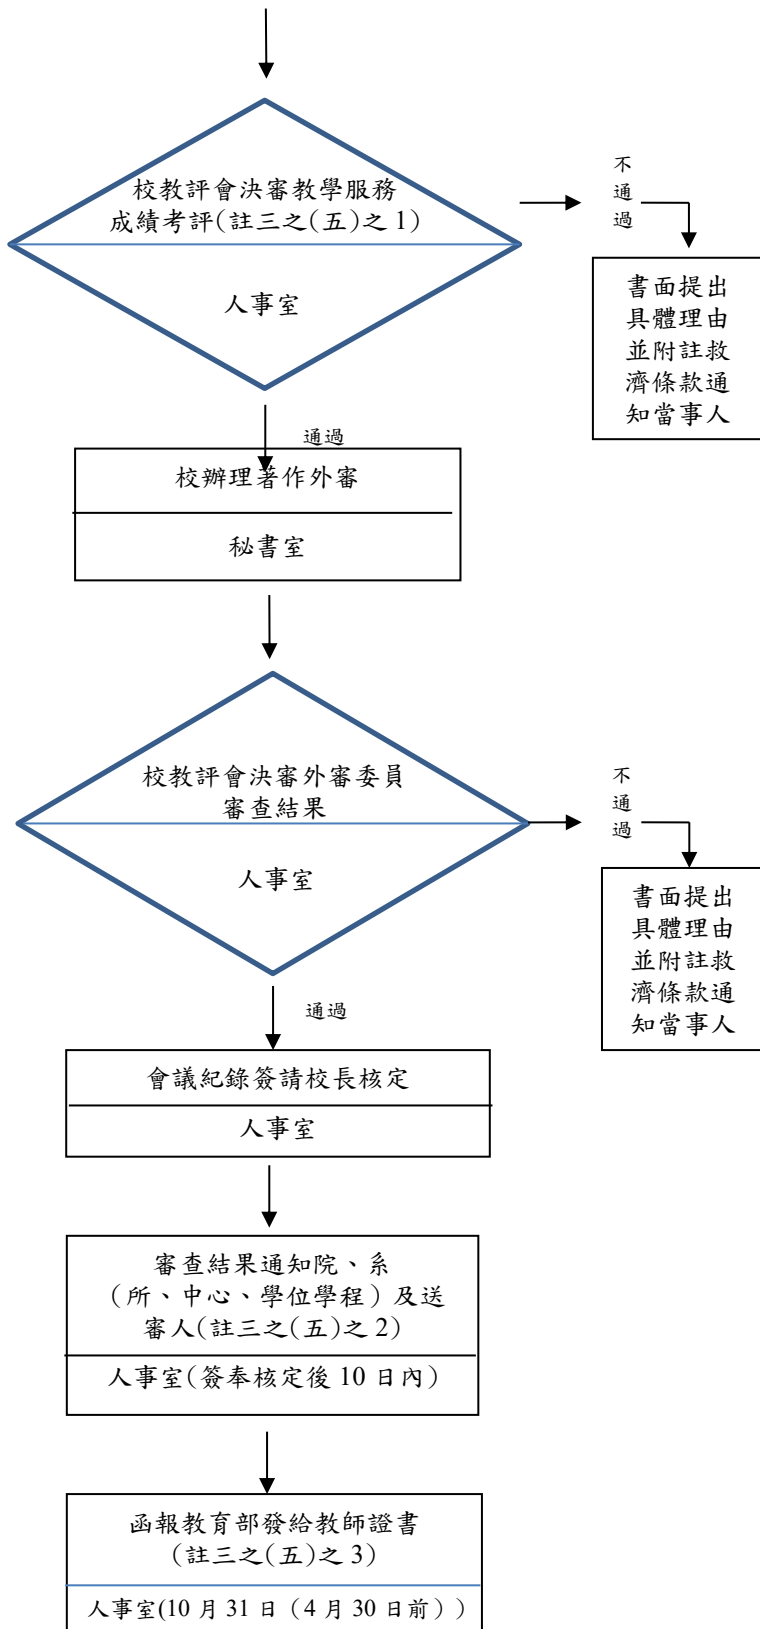 校教評會決審教學服務
成績考評(註三之(五)之 1)
人事室
不
通
過
書面提出
具體理由
並附註救
濟條款通
知當事人
通過
校辦理著作外審
秘書室
校教評會決審外審委員
審查結果
人事室
不
通
過
書面提出
具體理由
並附註救
濟條款通
知當事人
通過
會議紀錄簽請校長核定
人事室
審查結果通知院、系
（所、中心、學位學程）及送
審人(註三之(五)之 2)
人事室(簽奉核定後 10 日內)
函報教育部發給教師證書
(註三之(五)之 3)
人事室(10 月 31 日（4 月 30 日前））